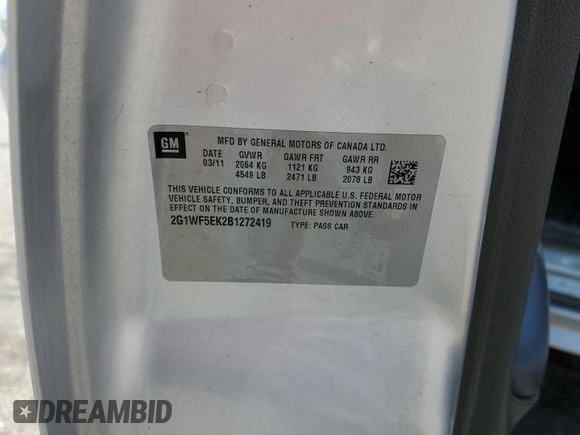 GM
MFD BY GENERAL MOTORS OF CANADA LTD.
DATE GVWR GAWR FRT GAWR RR
03/11 2064 KG 1121 KG 943 KG
4549 LB 2471 LB 2078 LB
THIS VEHICLE CONFORMS TO ALL APPLICABLE U.S. FEDERAL MOTOR
VEHICLE SAFETY, BUMPER, AND THEFT PREVENTION STANDARDS IN
EFFECT ON THE DATE OF MANUFACTURE SHOWN ABOVE.
2G1WF5EK2B1272419 TYPE: PASS CAR
DREAMBID